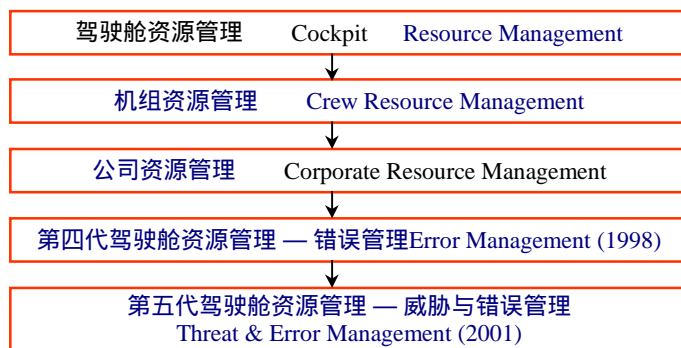 驾驶舱资源管理 Cockpit Resource Management
机组资源管理 Crew Resource Management
公司资源管理 Corporate Resource Management
第四代驾驶舱资源管理 — 错误管理Error Management (1998)
第五代驾驶舱资源管理 — 威胁与错误管理
Threat & Error Management (2001)